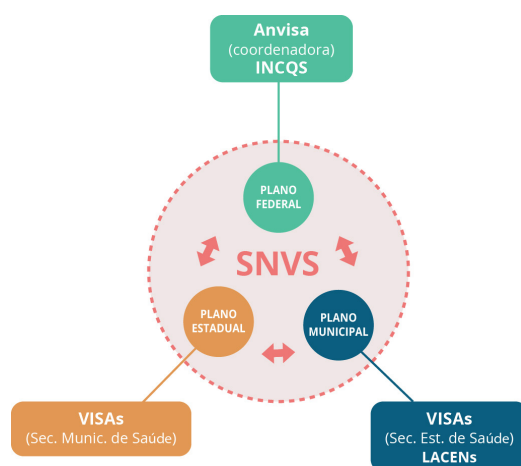 Anvisa
(coordenadora)
INCQS
PLANO
FEDERAL
SNVS
PLANO
ESTADUAL
PLANO
MUNICIPAL
VISAs
(Sec. Munic. de Saúde)
VISAs
(Sec. Est. de Saúde)
LACENs